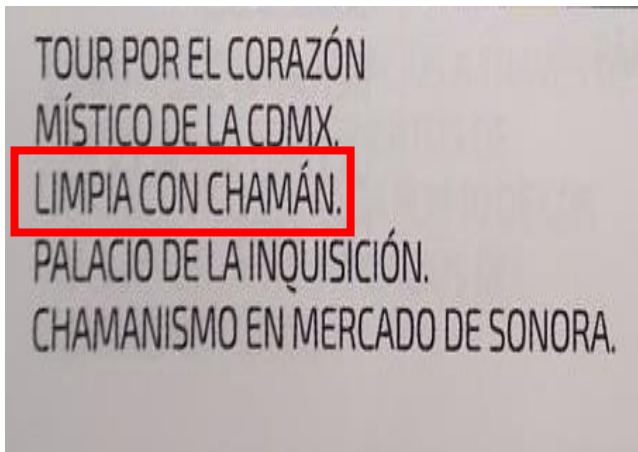 TOUR POR EL CORAZÓN
MÍSTICO DE LA CDMX.
LIMPIA CON CHAMÁN.
PALACIO DE LA INQUISICIÓN.
CHAMANISMO EN MERCADO DE SONORA.